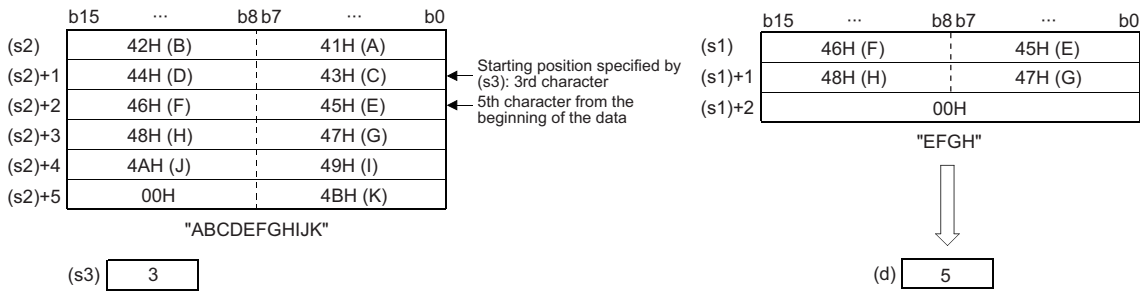 b15 ··· b8 b7 ··· b0
(s2) 42H (B) 41H (A)
(s2)+1 44H (D) 43H (C)
(s2)+2 46H (F) 45H (E)
(s2)+3 48H (H) 47H (G)
(s2)+4 4AH (J) 49H (I)
(s2)+5 00H 4BH (K)
"ABCDEFGHIJK"
Starting position specified by
(s3): 3rd character
5th character from the
beginning of the data
(s3) 3
b15 ··· b8 b7 ··· b0
(s1) 46H (F) 45H (E)
(s1)+1 48H (H) 47H (G)
(s1)+2 00H
"EFGH"
(d) 5